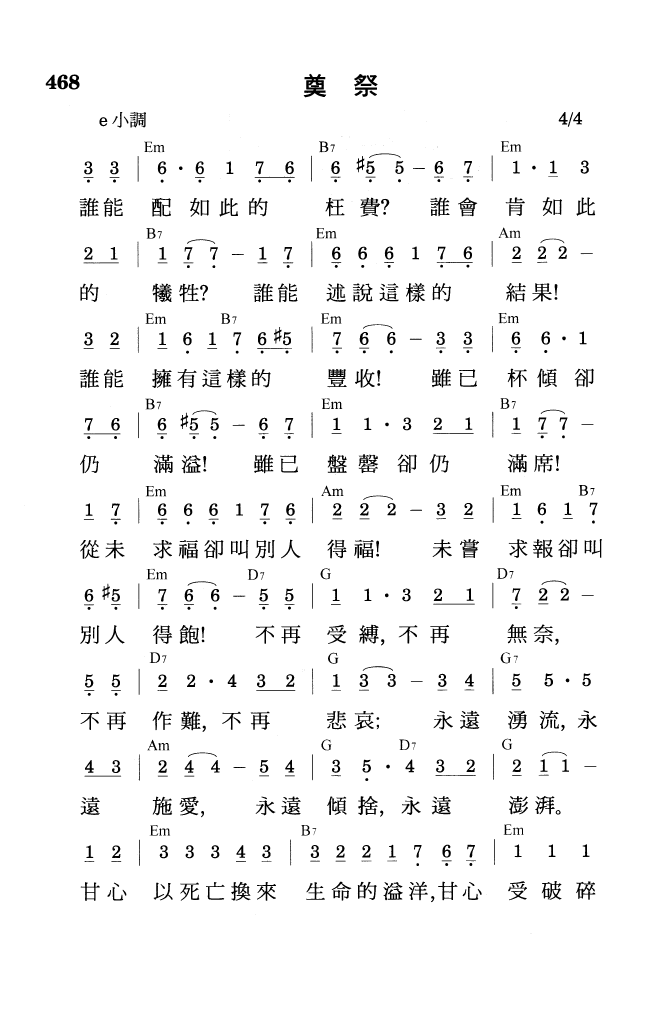 468 奠祭
e小調 4/4
Em B7 Em
3 3 | 6 · 6 1 7 6 | 6 #5 5 – 6 7 | 1 · 1 3
誰能 配如此的 枉費? 誰會 肯如此
B7 Em Am
2 1 | 1 7 7 – 1 7 | 6 6 6 1 7 6 | 2 2 2 –
的 犧牲? 誰能 述說這樣的 結果!
Em B7 Em Em
3 2 | 1 6 1 7 6 #5 | 7 6 6 – 3 3 | 6 6 · 1
誰能 擁有這樣的 豐收! 雖已 杯傾卻
B7 Em B7
7 6 | 6 #5 5 – 6 7 | 1 1 · 3 2 1 | 1 7 7 –
仍 滿溢! 雖已 盤罄卻仍 滿席!
Em Am Em B7
1 7 | 6 6 6 1 7 6 | 2 2 2 – 3 2 | 1 6 1 7
從未 求福卻叫別人 得福! 未嘗 求報卻叫
Em D7 G D7
6 #5 | 7 6 6 – 5 5 | 1 1 · 3 2 1 | 7 2 2 –
別人 得飽! 不再 受縛, 不再 無奈,
D7 G G7
5 5 | 2 2 · 4 3 2 | 1 3 3 – 3 4 | 5 5 · 5
不再 作難, 不再 悲哀; 永遠 湧流, 永
Am G D7 G
4 3 | 2 4 4 – 5 4 | 3 5 · 4 3 2 | 2 1 1 –
遠 施愛, 永遠 傾捨, 永遠 澎湃。
Em B7 Em
1 2 | 3 3 3 4 3 | 3 2 2 1 7 6 7 | 1 1 1
甘心 以死亡換來 生命的溢洋,甘心 受破碎